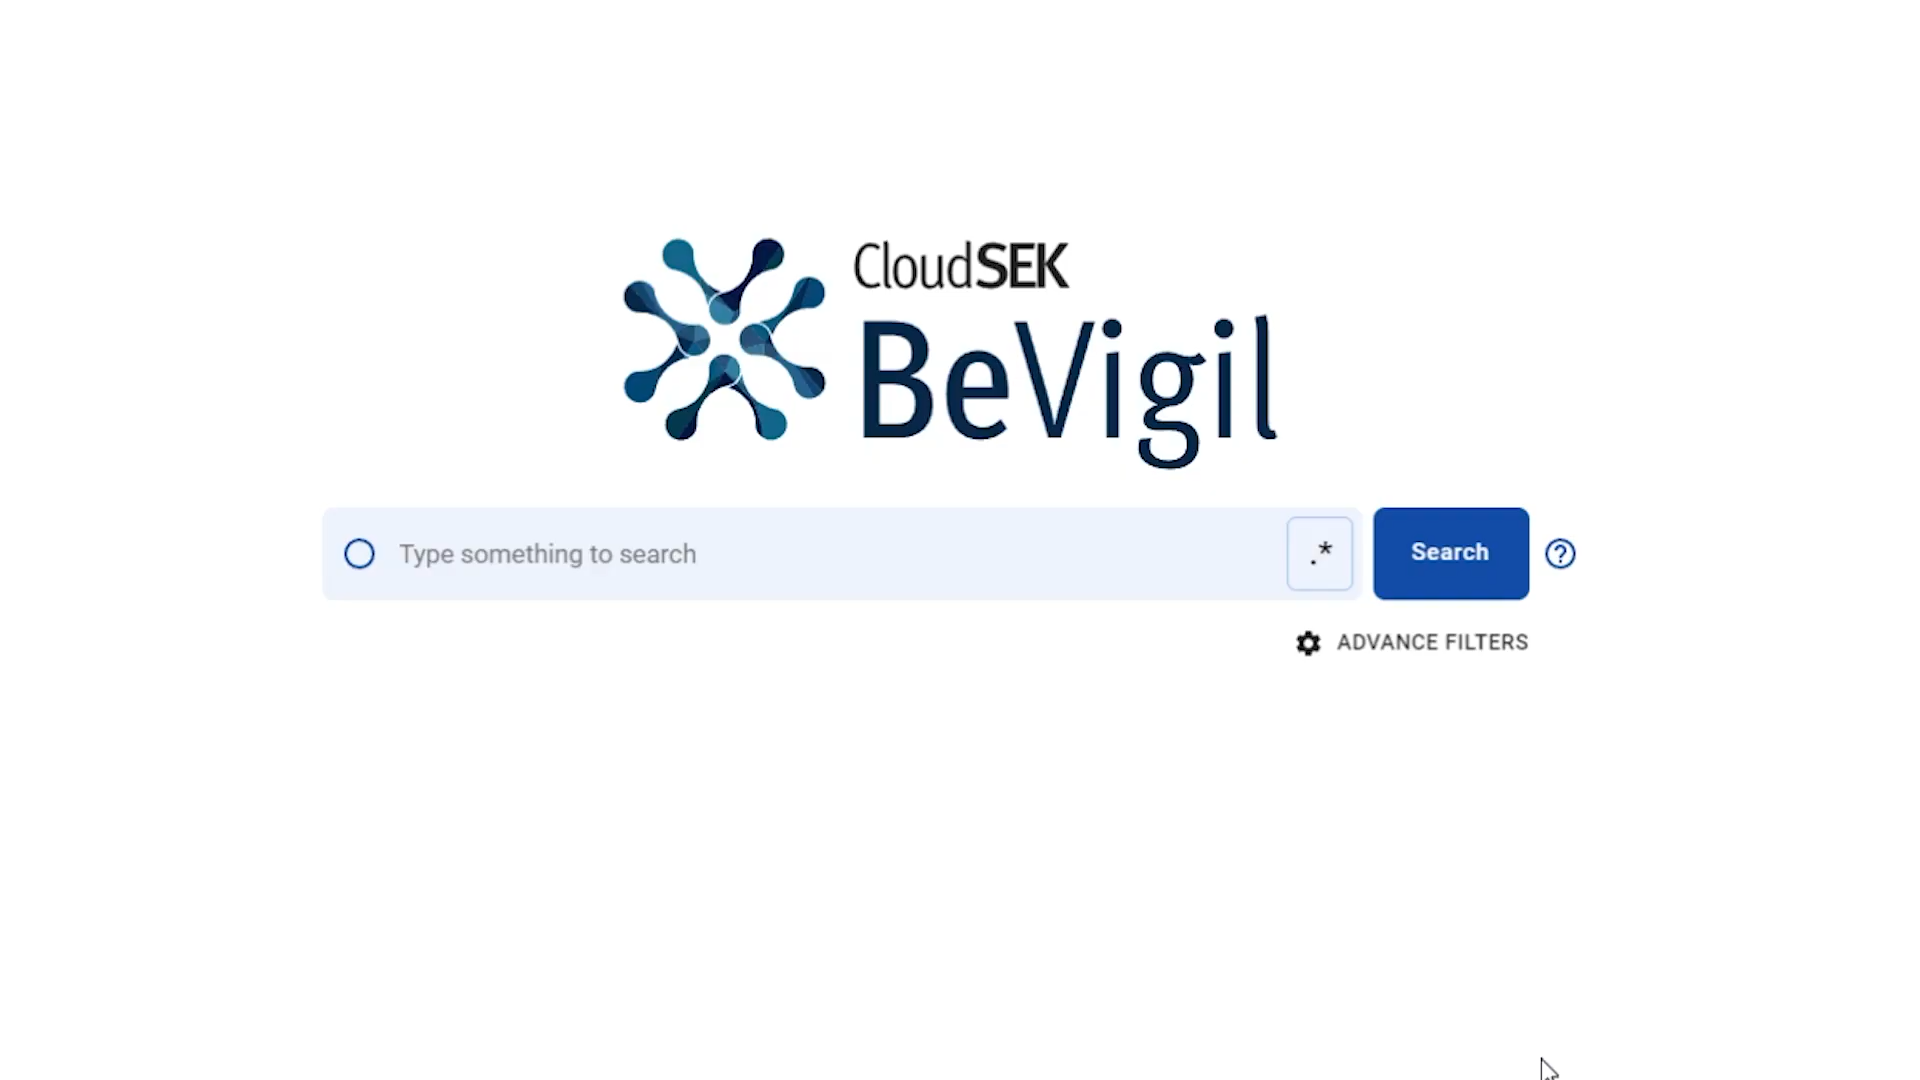 CloudSEK
BeVigil
Type something to search
.*
Search
ADVANCE FILTERS